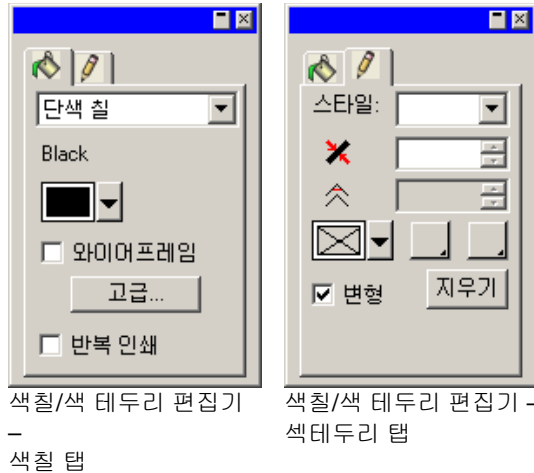 단색 칠
Black
와이어프레임
고급...
반복 인쇄
색칠/색 테두리 편집기
–
색칠 탭
스타일:
변형
지우기
색칠/색 테두리 편집기 –
섹테두리 탭